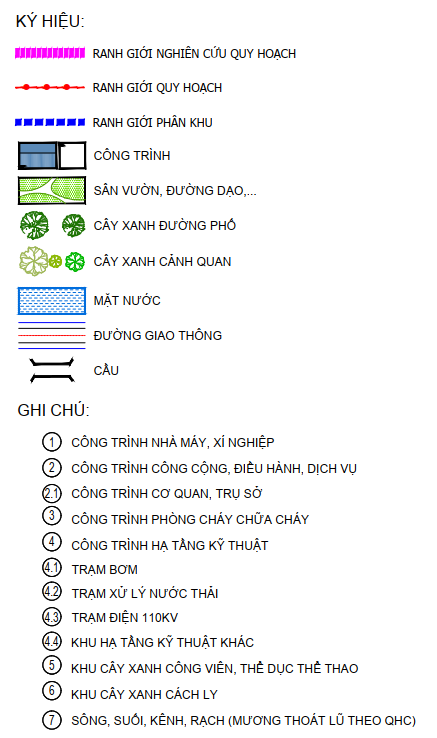 KÝ HIỆU:
RANH GIỚI NGHIÊN CỨU QUY HOẠCH
RANH GIỚI QUY HOẠCH
RANH GIỚI PHÂN KHU
CÔNG TRÌNH
SÂN VƯỜN, ĐƯỜNG DẠO,...
CÂY XANH ĐƯỜNG PHỐ
CÂY XANH CẢNH QUAN
MẶT NƯỚC
ĐƯỜNG GIAO THÔNG
CẦU
GHI CHÚ:
1 CÔNG TRÌNH NHÀ MÁY, XÍ NGHIỆP
2 CÔNG TRÌNH CÔNG CỘNG, ĐIỀU HÀNH, DỊCH VỤ
2.1 CÔNG TRÌNH CƠ QUAN, TRỤ SỞ
3 CÔNG TRÌNH PHÒNG CHÁY CHỮA CHÁY
4 CÔNG TRÌNH HẠ TẦNG KỸ THUẬT
4.1 TRẠM BƠM
4.2 TRẠM XỬ LÝ NƯỚC THẢI
4.3 TRẠM ĐIỆN 110KV
4.4 KHU HẠ TẦNG KỸ THUẬT KHÁC
5 KHU CÂY XANH CÔNG VIÊN, THỂ DỤC THỂ THAO
6 KHU CÂY XANH CÁCH LY
7 SÔNG, SUỐI, KÊNH, RẠCH (MƯƠNG THOÁT LŨ THEO QHC)